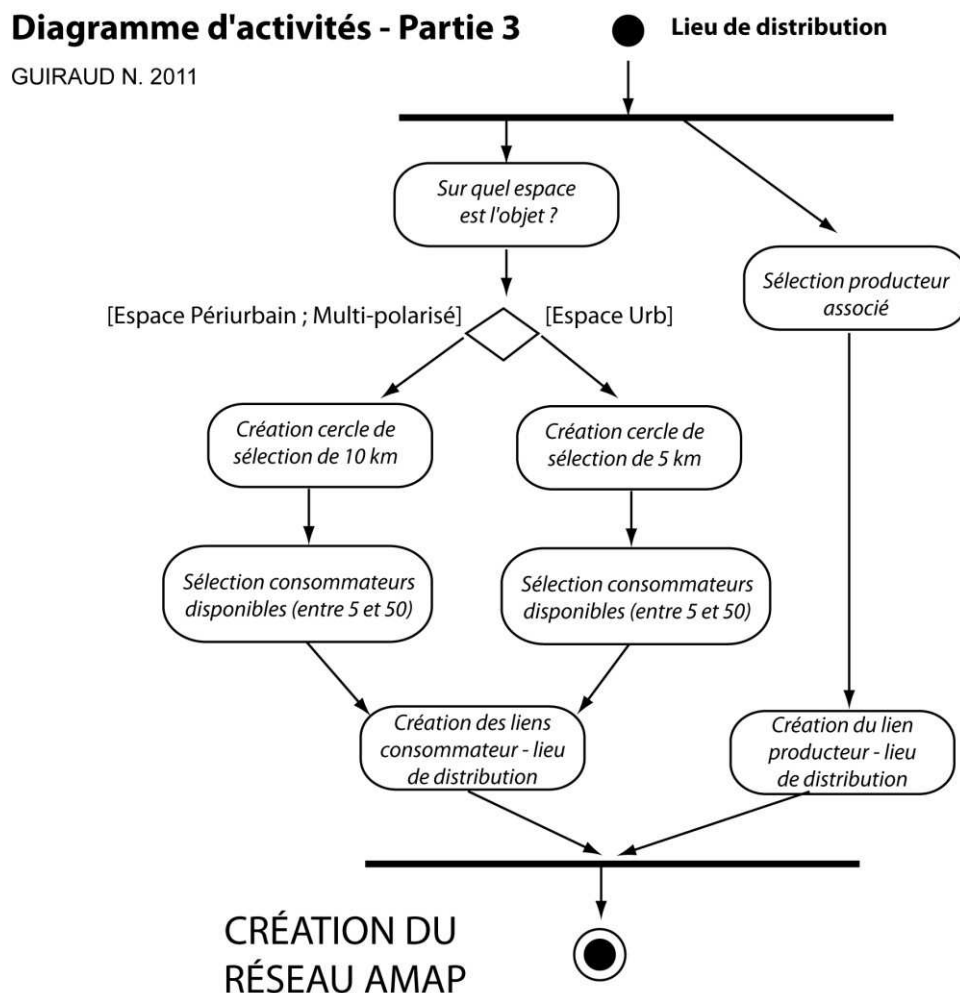 Diagramme d'activités - Partie 3
Lieu de distribution
GUIRAUD N. 2011
Sur quel espace
est l'objet ?
Sélection producteur
associé
[Espace Périurbain ; Multi-polarisé]
[Espace Urb]
Création cercle de
sélection de 10 km
Création cercle de
sélection de 5 km
Sélection consommateurs
disponibles (entre 5 et 50)
Sélection consommateurs
disponibles (entre 5 et 50)
Création des liens
consommateur - lieu
de distribution
Création du lien
producteur - lieu
de distribution
CRÉATION DU
RÉSEAU AMAP